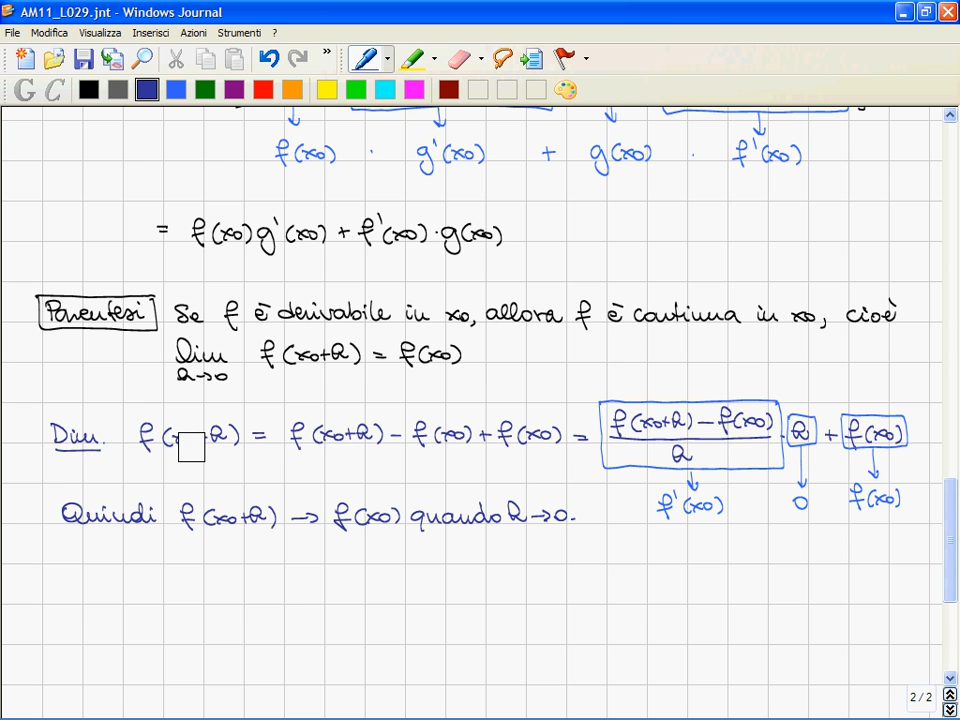 AM11_L029.jnt - Windows Journal
File Modifica Visualizza Inserisci Azioni Strumenti ?
G C
f(x0) · g'(x0) + g(x0) · f'(x0)
= f(x0) g'(x0) + f'(x0) · g(x0)
Parentesi Se f è derivabile in x0, allora f è continua in x0, cioè
lim f(x0+h) = f(x0)
h→0
Dim. f(x0+h) = f(x0+h) - f(x0) + f(x0) = f(x0+h) - f(x0) / h · h + f(x0)
f'(x0) 0 f(x0)
Quindi f(x0+h) → f(x0) quando h→0.
2 / 2